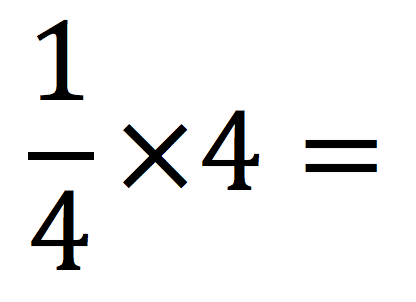 1/4 × 4 =